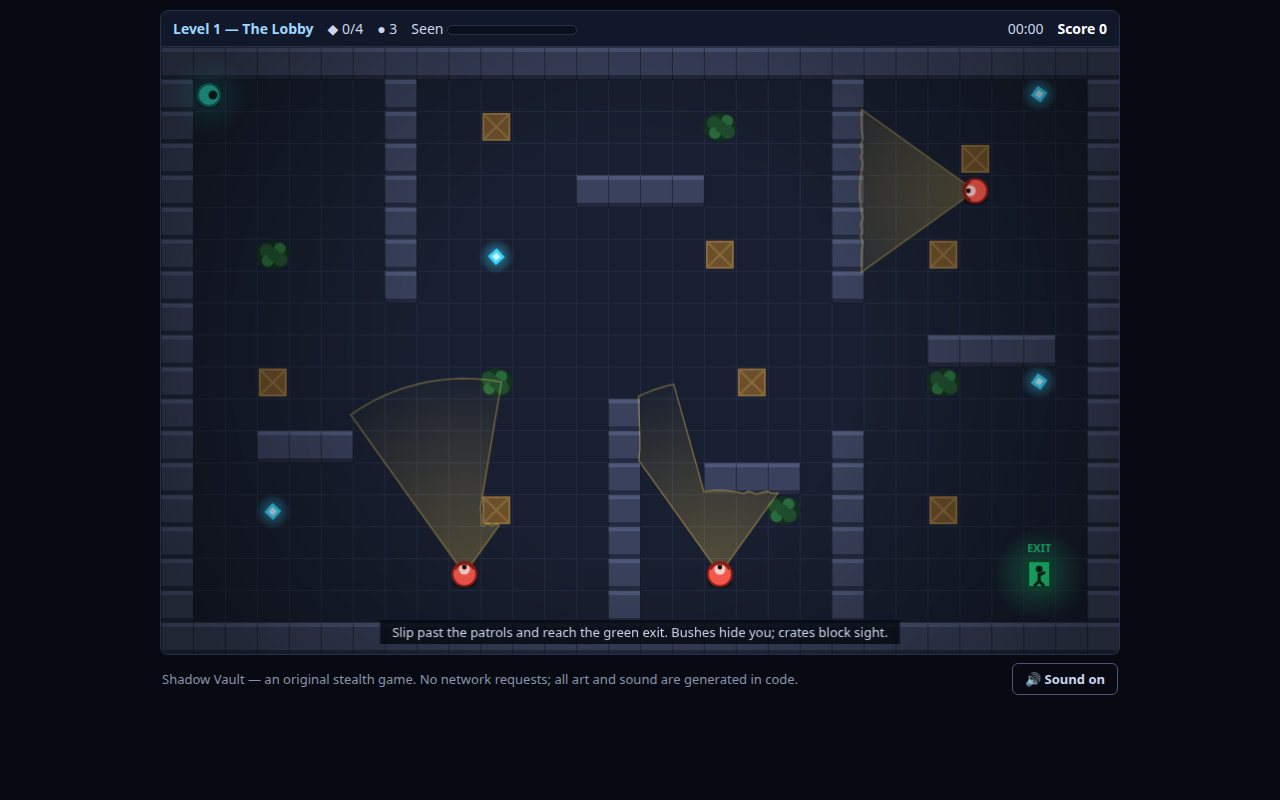 Level 1 — The Lobby ◆ 0/4 ● 3 Seen 00:00 Score 0
EXIT
Slip past the patrols and reach the green exit. Bushes hide you; crates block sight.
Shadow Vault — an original stealth game. No network requests; all art and sound are generated in code. 🔊 Sound on